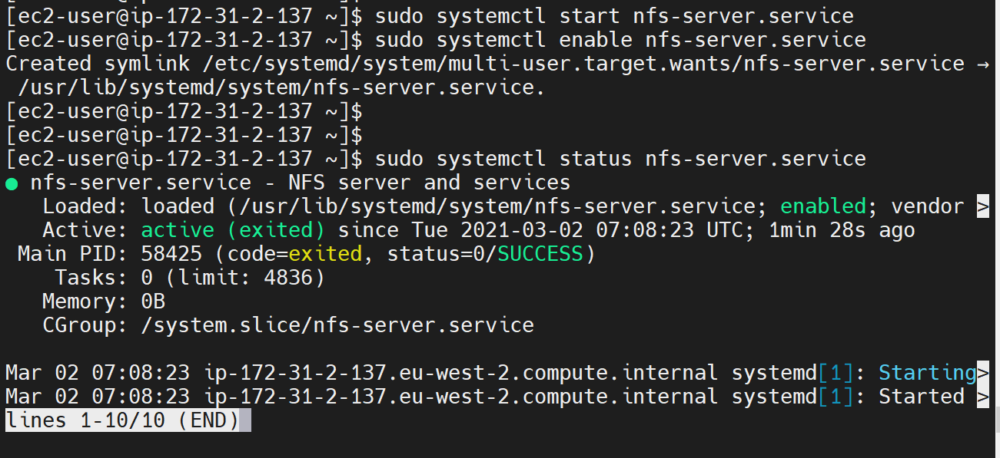 [ec2-user@ip-172-31-2-137 ~]$ sudo systemctl start nfs-server.service
[ec2-user@ip-172-31-2-137 ~]$ sudo systemctl enable nfs-server.service
Created symlink /etc/systemd/system/multi-user.target.wants/nfs-server.service →
 /usr/lib/systemd/system/nfs-server.service.
[ec2-user@ip-172-31-2-137 ~]$
[ec2-user@ip-172-31-2-137 ~]$
[ec2-user@ip-172-31-2-137 ~]$ sudo systemctl status nfs-server.service
● nfs-server.service - NFS server and services
   Loaded: loaded (/usr/lib/systemd/system/nfs-server.service; enabled; vendor >
   Active: active (exited) since Tue 2021-03-02 07:08:23 UTC; 1min 28s ago
 Main PID: 58425 (code=exited, status=0/SUCCESS)
    Tasks: 0 (limit: 4836)
   Memory: 0B
   CGroup: /system.slice/nfs-server.service

Mar 02 07:08:23 ip-172-31-2-137.eu-west-2.compute.internal systemd[1]: Starting>
Mar 02 07:08:23 ip-172-31-2-137.eu-west-2.compute.internal systemd[1]: Started >
lines 1-10/10 (END)